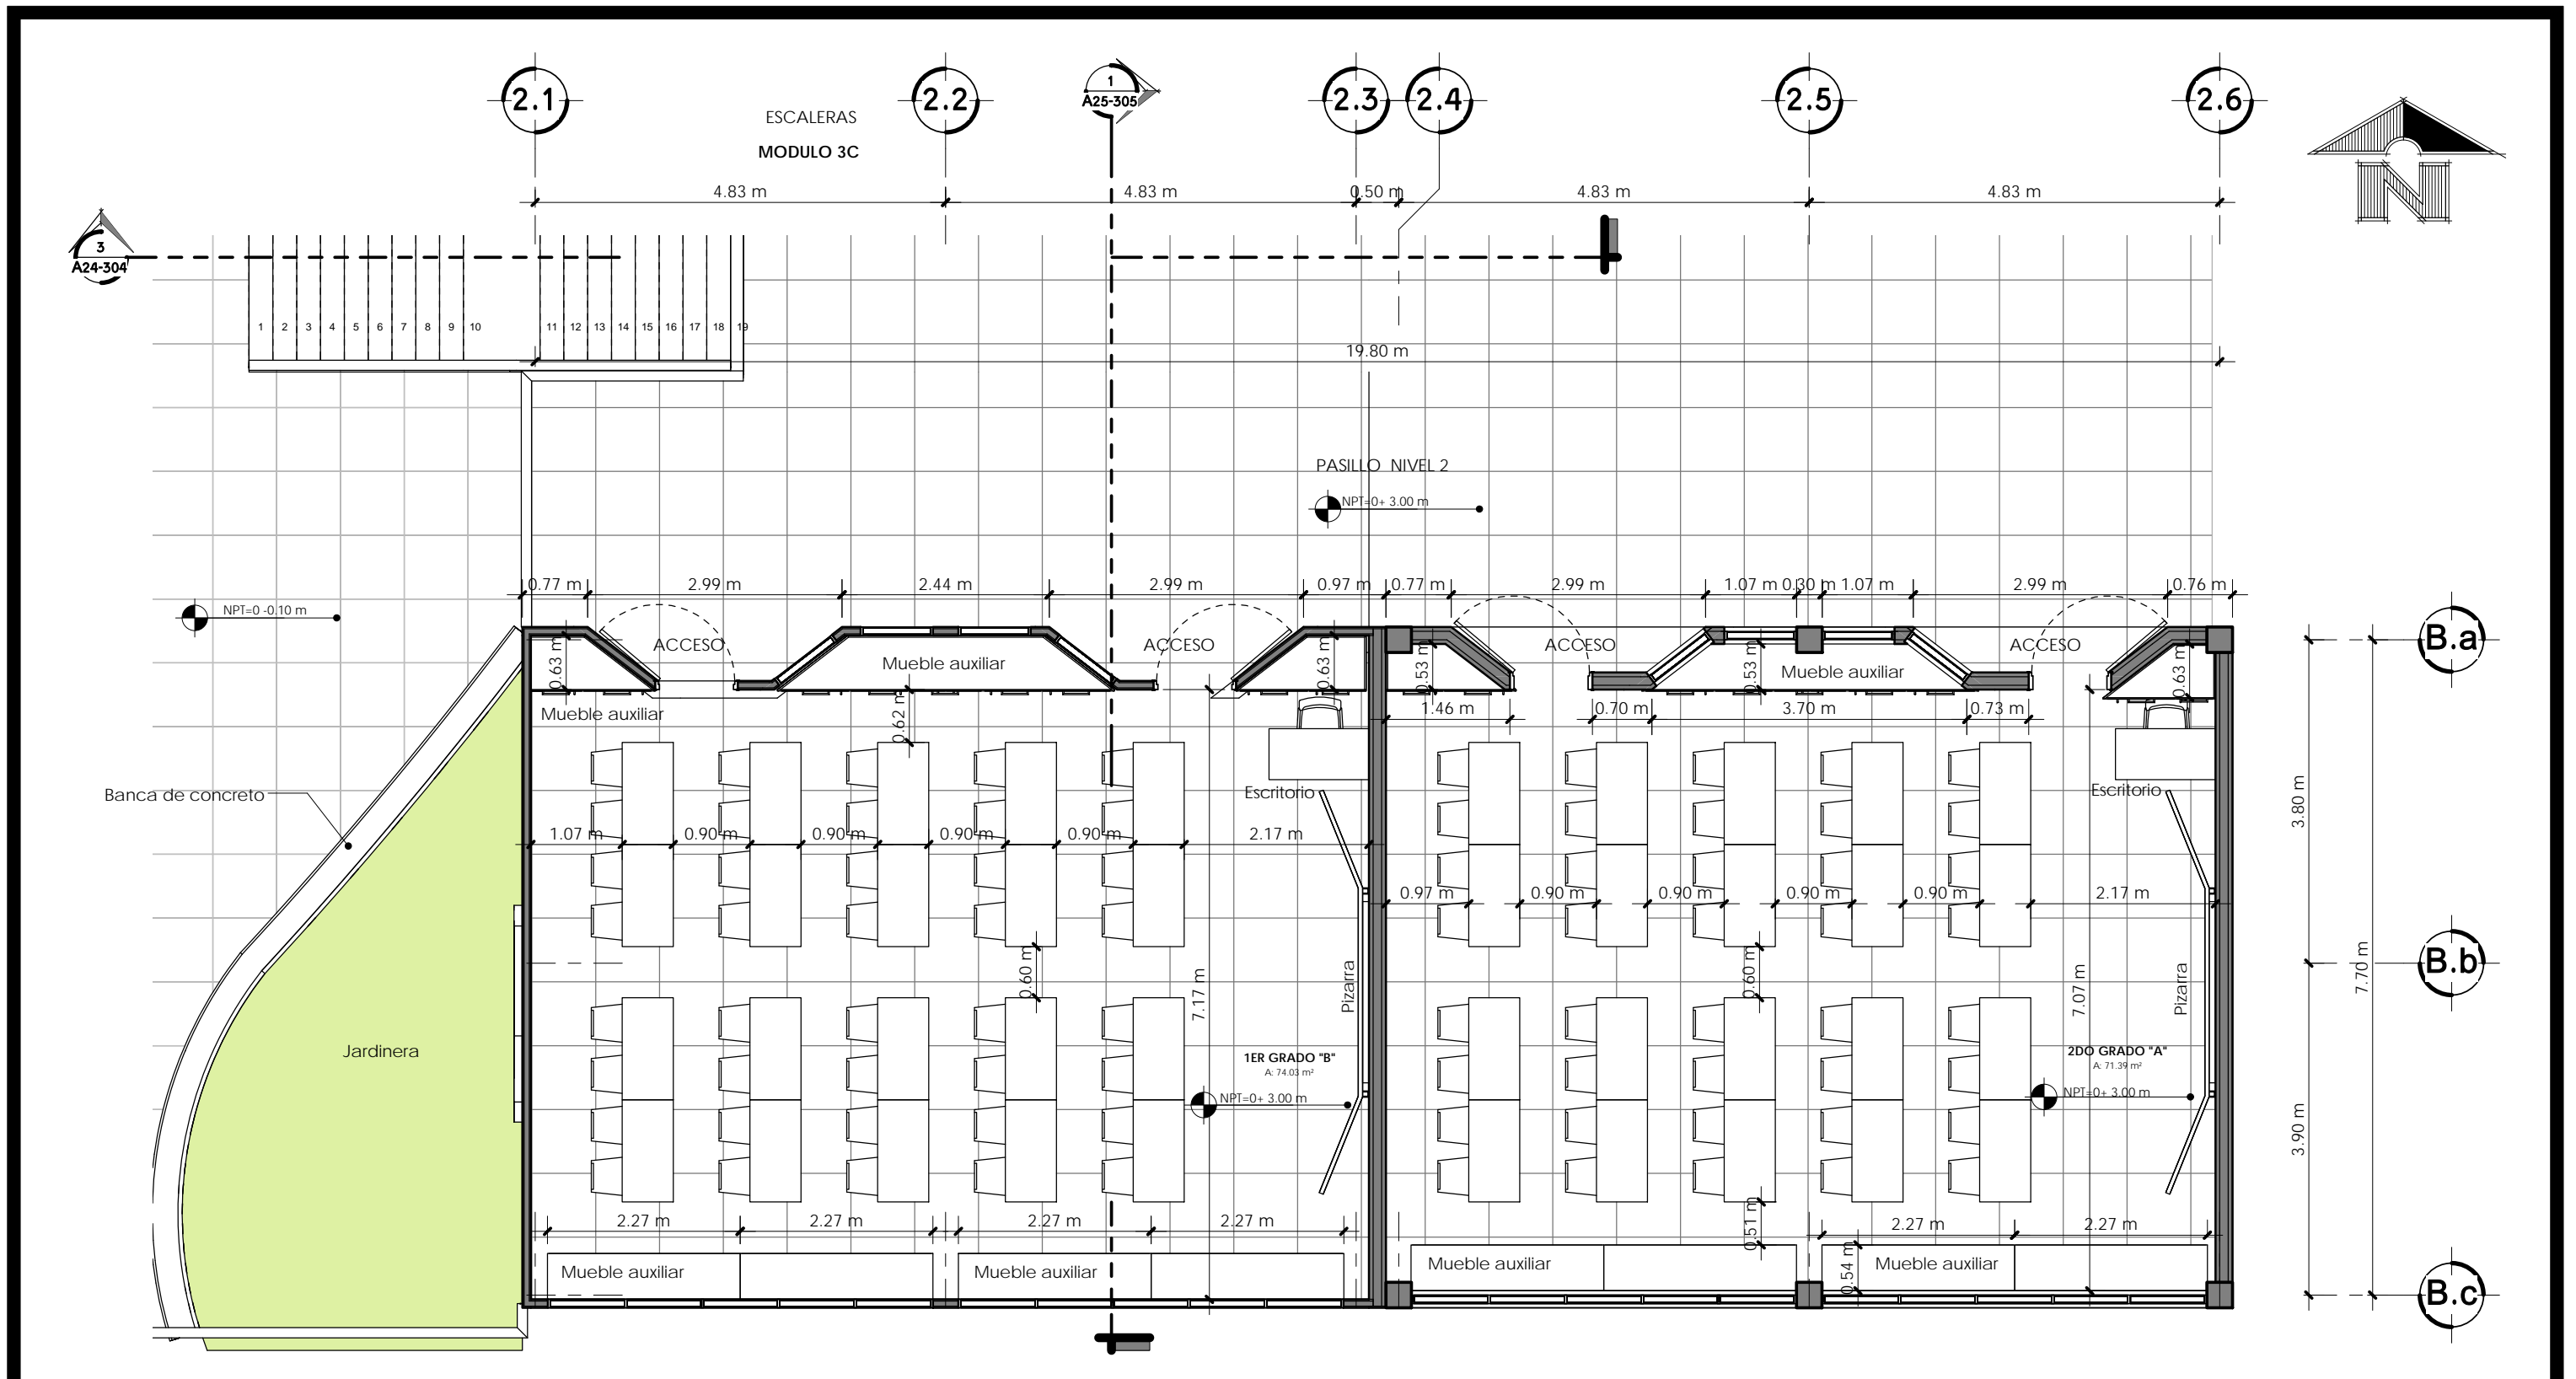 2.1
2.2
1
A25-305
2.3
2.4
2.5
2.6
ESCALERAS
MODULO 3C
N
4.83 m
4.83 m
0.50 m
4.83 m
4.83 m
3
A24-304
1 2 3 4 5 6 7 8 9 10 11 12 13 14 15 16 17 18 19
19.80 m
PASILLO NIVEL 2
NPT=0+ 3.00 m
NPT=0 -0.10 m
0.77 m
2.99 m
2.44 m
2.99 m
0.97 m
0.77 m
2.99 m
1.07 m
0.30 m
1.07 m
2.99 m
0.76 m
B.a
ACCESO
ACCESO
ACCESO
ACCESO
0.63 m
Mueble auxiliar
0.63 m
0.53 m
0.53 m
Mueble auxiliar
0.63 m
Mueble auxiliar
0.62 m
1.46 m
0.70 m
3.70 m
0.73 m
Banca de concreto
Escritorio
Escritorio
3.80 m
1.07 m
0.90 m
0.90 m
0.90 m
0.90 m
2.17 m
0.97 m
0.90 m
0.90 m
0.90 m
0.90 m
2.17 m
B.b
0.60 m
7.17 m
Pizarra
0.60 m
7.07 m
Pizarra
7.70 m
Jardinera
1ER GRADO "B"
A: 74.03 m²
NPT=0+ 3.00 m
2DO GRADO "A"
A: 71.39 m²
NPT=0+ 3.00 m
3.90 m
2.27 m
2.27 m
2.27 m
2.27 m
0.51 m
2.27 m
2.27 m
Mueble auxiliar
Mueble auxiliar
Mueble auxiliar
0.54 m
Mueble auxiliar
B.c